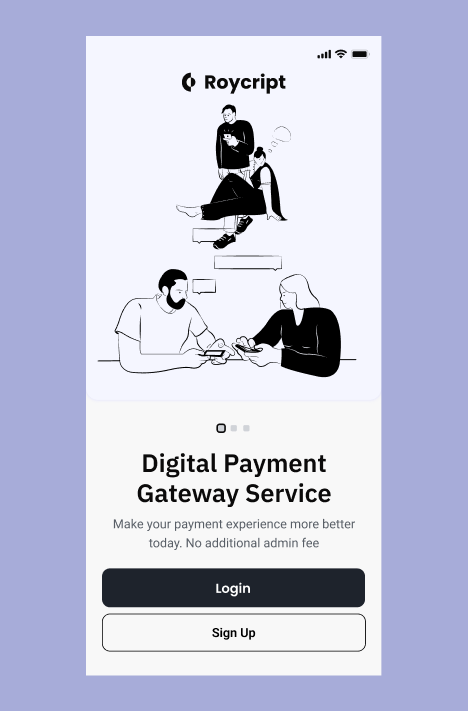 Roycript
Digital Payment
Gateway Service
Make your payment experience more better
today. No additional admin fee
Login
Sign Up